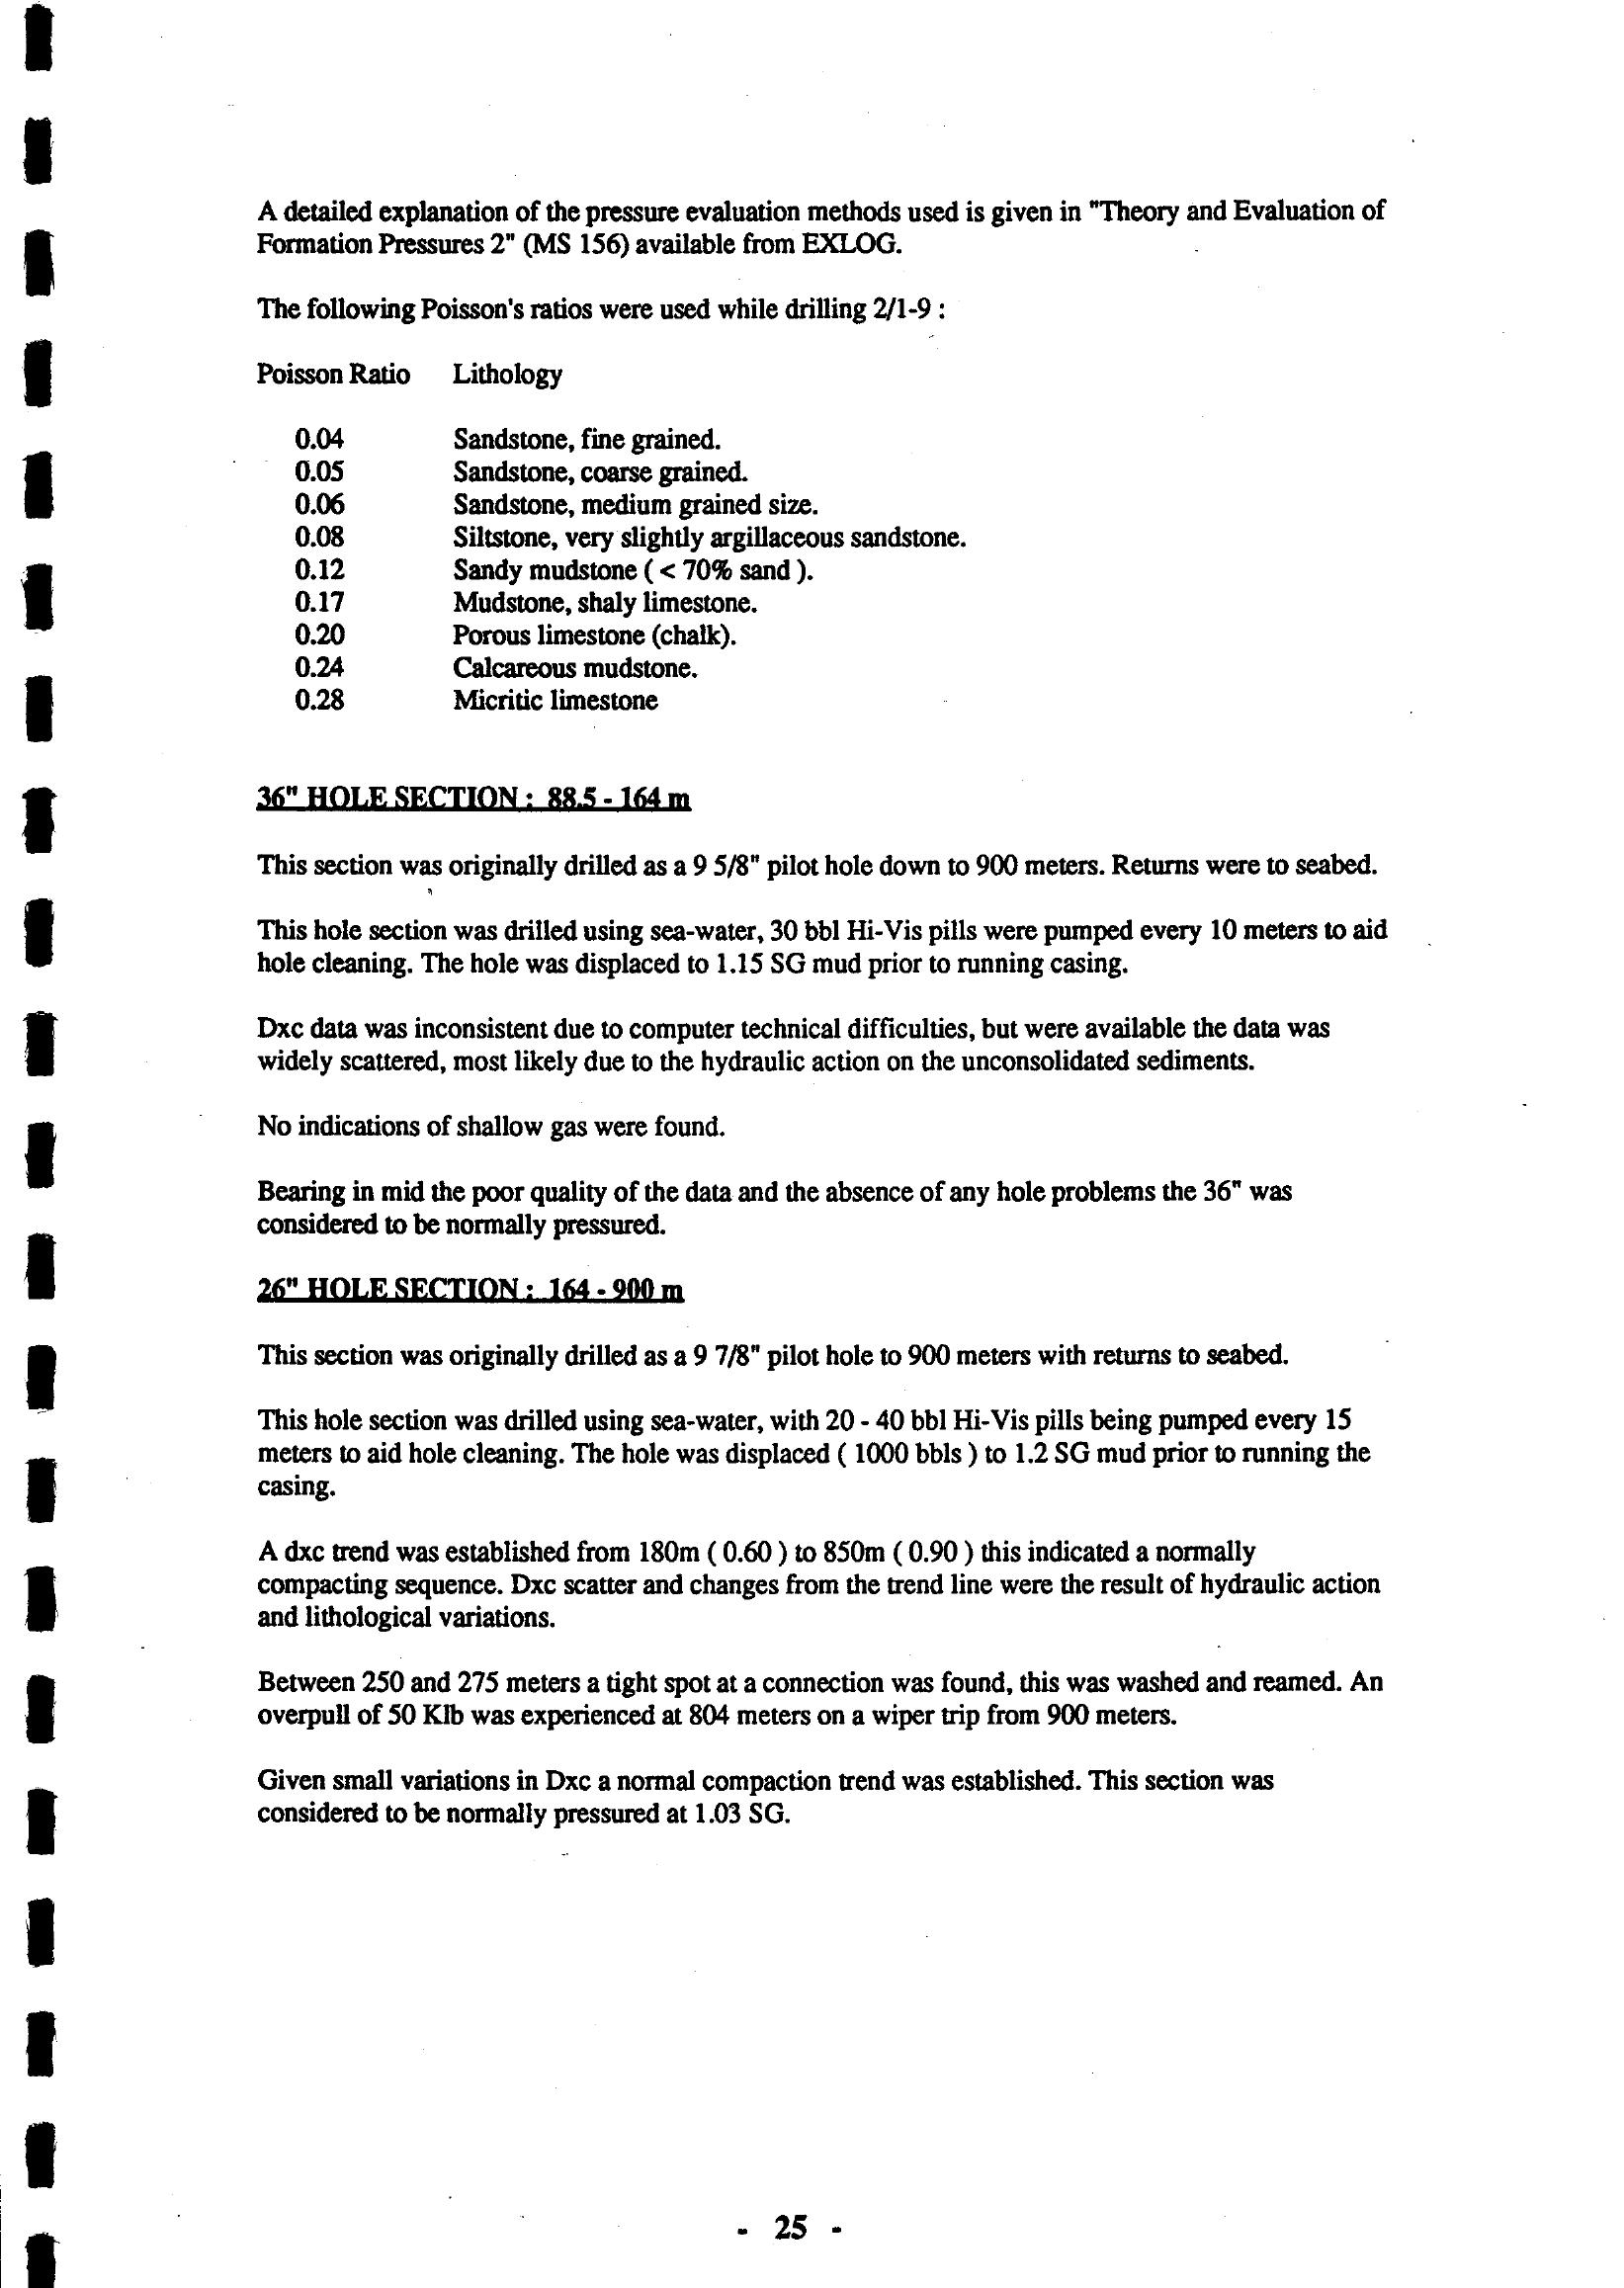 A detailed explanation of the pressure evaluation methods used is given in "Theory and Evaluation of
Formation Pressures 2" (MS 156) available from EXLOG.
The following Poisson's ratios were used while drilling 2/1-9 :
Poisson Ratio Lithology
0.04 Sandstone, fine grained.
0.05 Sandstone, coarse grained.
0.06 Sandstone, medium grained size.
0.08 Siltstone, very slightly argillaceous sandstone.
0.12 Sandy mudstone ( < 70% sand ).
0.17 Mudstone, shaly limestone.
0.20 Porous limestone (chalk).
0.24 Calcareous mudstone.
0.28 Micritic limestone
36" HOLE SECTION : 88.5 - 164 m
This section was originally drilled as a 9 5/8" pilot hole down to 900 meters. Returns were to seabed.
This hole section was drilled using sea-water, 30 bbl Hi-Vis pills were pumped every 10 meters to aid
hole cleaning. The hole was displaced to 1.15 SG mud prior to running casing.
Dxc data was inconsistent due to computer technical difficulties, but were available the data was
widely scattered, most likely due to the hydraulic action on the unconsolidated sediments.
No indications of shallow gas were found.
Bearing in mid the poor quality of the data and the absence of any hole problems the 36" was
considered to be normally pressured.
26" HOLE SECTION : 164 - 900 m
This section was originally drilled as a 9 7/8" pilot hole to 900 meters with returns to seabed.
This hole section was drilled using sea-water, with 20 - 40 bbl Hi-Vis pills being pumped every 15
meters to aid hole cleaning. The hole was displaced ( 1000 bbls ) to 1.2 SG mud prior to running the
casing.
A dxc trend was established from 180m ( 0.60 ) to 850m ( 0.90 ) this indicated a normally
compacting sequence. Dxc scatter and changes from the trend line were the result of hydraulic action
and lithological variations.
Between 250 and 275 meters a tight spot at a connection was found, this was washed and reamed. An
overpull of 50 Klb was experienced at 804 meters on a wiper trip from 900 meters.
Given small variations in Dxc a normal compaction trend was established. This section was
considered to be normally pressured at 1.03 SG.
- 25 -